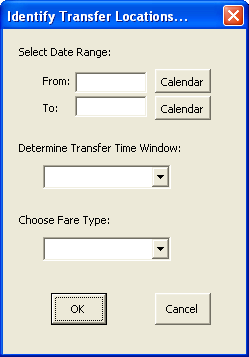 Identify Transfer Locations...
Select Date Range:
From: Calendar
To: Calendar
Determine Transfer Time Window:
Choose Fare Type:
OK Cancel